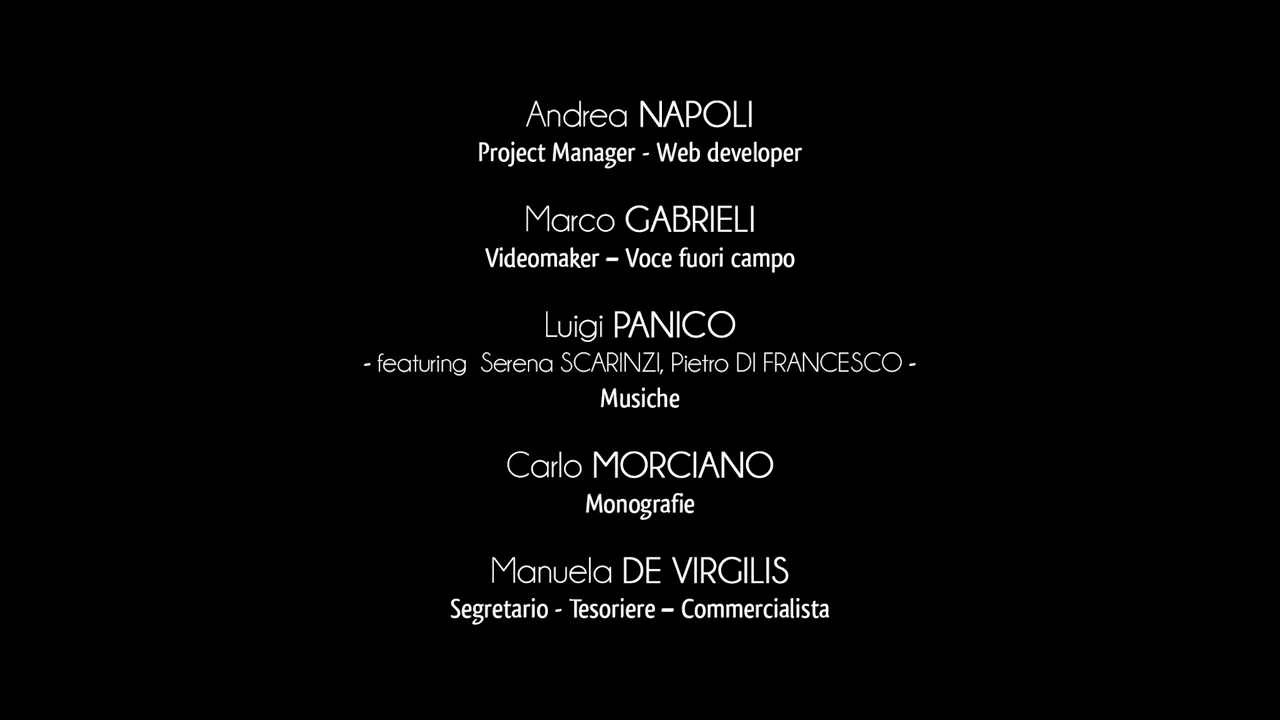 Andrea NAPOLI
Project Manager - Web developer
Marco GABRIELI
Videomaker – Voce fuori campo
Luigi PANICO
- featuring Serena SCARINZI, Pietro DI FRANCESCO -
Musiche
Carlo MORCIANO
Monografie
Manuela DE VIRGILIS
Segretario - Tesoriere – Commercialista